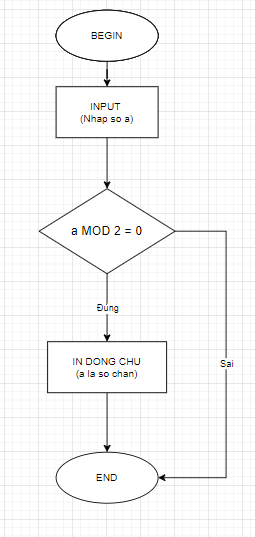 BEGIN
INPUT
(Nhap so a)
a MOD 2 = 0
Đung
IN DONG CHU
(a la so chan)
Sai
END